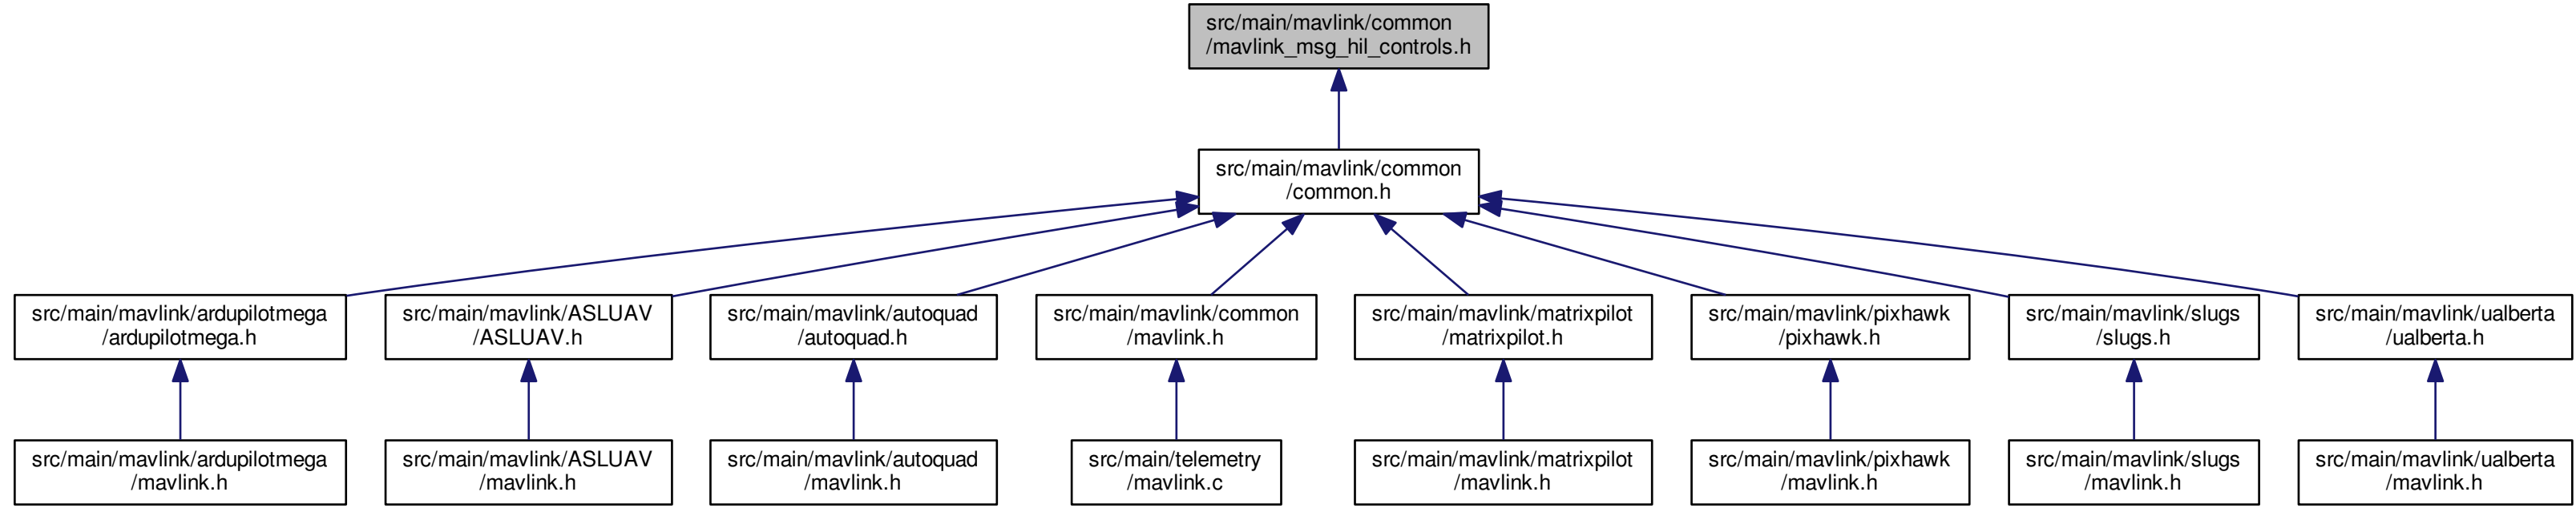 src/main/mavlink/common
/mavlink_msg_hil_controls.h
src/main/mavlink/common
/common.h
src/main/mavlink/ardupilotmega
/ardupilotmega.h
src/main/mavlink/ASLUAV
/ASLUAV.h
src/main/mavlink/autoquad
/autoquad.h
src/main/mavlink/common
/mavlink.h
src/main/mavlink/matrixpilot
/matrixpilot.h
src/main/mavlink/pixhawk
/pixhawk.h
src/main/mavlink/slugs
/slugs.h
src/main/mavlink/ualberta
/ualberta.h
src/main/mavlink/ardupilotmega
/mavlink.h
src/main/mavlink/ASLUAV
/mavlink.h
src/main/mavlink/autoquad
/mavlink.h
src/main/telemetry
/mavlink.c
src/main/mavlink/matrixpilot
/mavlink.h
src/main/mavlink/pixhawk
/mavlink.h
src/main/mavlink/slugs
/mavlink.h
src/main/mavlink/ualberta
/mavlink.h